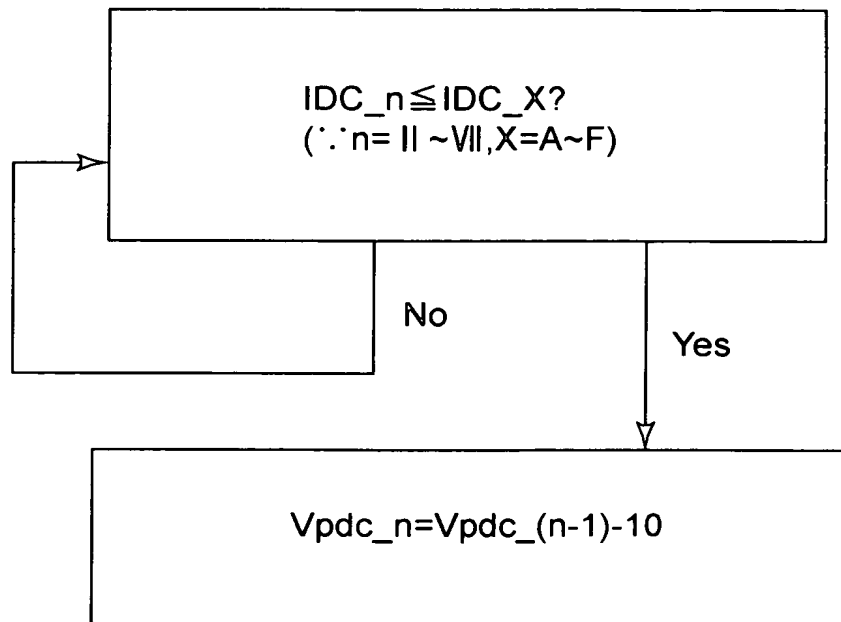 IDC_n≦IDC_X?
(∵n=Ⅱ~Ⅶ,X=A~F)
No
Yes
Vpdc_n=Vpdc_(n-1)-10